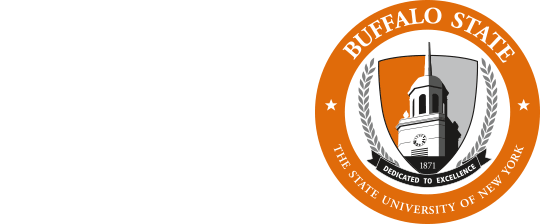 BUFFALO STATE
1871
DEDICATED TO EXCELLENCE
THE STATE UNIVERSITY OF NEW YORK